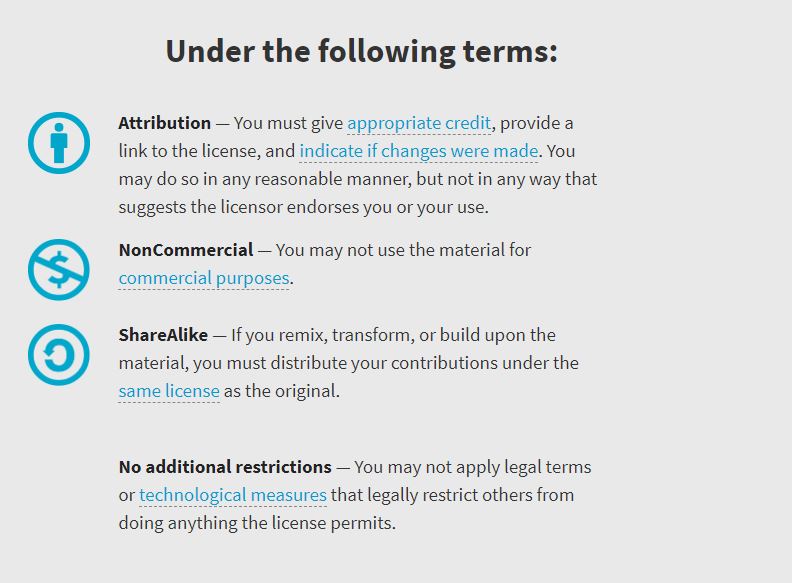 Under the following terms:
Attribution — You must give appropriate credit, provide a
link to the license, and indicate if changes were made. You
may do so in any reasonable manner, but not in any way that
suggests the licensor endorses you or your use.
NonCommercial — You may not use the material for
commercial purposes.
ShareAlike — If you remix, transform, or build upon the
material, you must distribute your contributions under the
same license as the original.
No additional restrictions — You may not apply legal terms
or technological measures that legally restrict others from
doing anything the license permits.